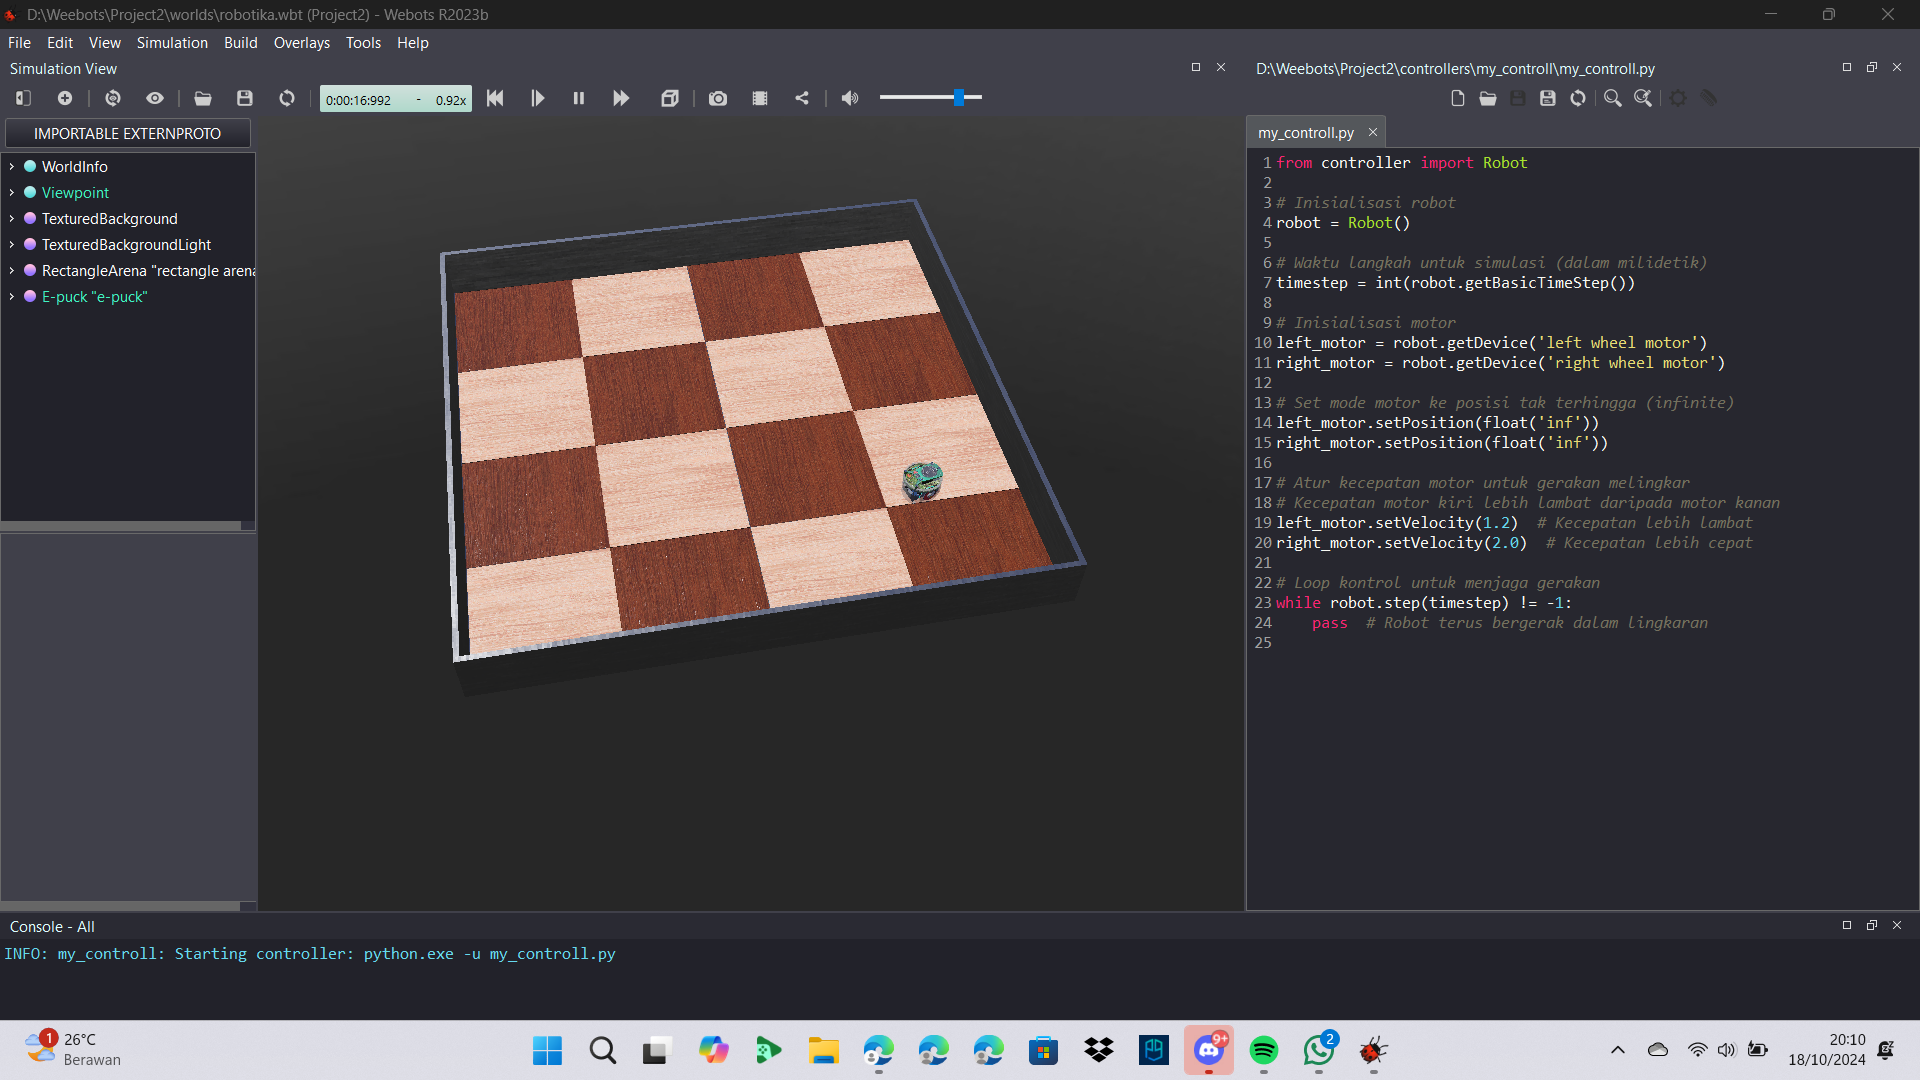 D:\Weebots\Project2\worlds\robotika.wbt (Project2) - Webots R2023b
File Edit View Simulation Build Overlays Tools Help
Simulation View
0:00:16:992 - 0.92x
IMPORTABLE EXTERNPROTO
WorldInfo
Viewpoint
TexturedBackground
TexturedBackgroundLight
RectangleArena "rectangle arena
E-puck "e-puck"
D:\Weebots\Project2\controllers\my_controll\my_controll.py
my_controll.py
1 from controller import Robot
2
3 # Inisialisasi robot
4 robot = Robot()
5
6 # Waktu langkah untuk simulasi (dalam milidetik)
7 timestep = int(robot.getBasicTimeStep())
8
9 # Inisialisasi motor
10 left_motor = robot.getDevice('left wheel motor')
11 right_motor = robot.getDevice('right wheel motor')
12
13 # Set mode motor ke posisi tak terhingga (infinite)
14 left_motor.setPosition(float('inf'))
15 right_motor.setPosition(float('inf'))
16
17 # Atur kecepatan motor untuk gerakan melingkar
18 # Kecepatan motor kiri lebih lambat daripada motor kanan
19 left_motor.setVelocity(1.2)  # Kecepatan lebih lambat
20 right_motor.setVelocity(2.0)  # Kecepatan lebih cepat
21
22 # Loop kontrol untuk menjaga gerakan
23 while robot.step(timestep) != -1:
24     pass  # Robot terus bergerak dalam lingkaran
25
Console - All
INFO: my_controll: Starting controller: python.exe -u my_controll.py
1
26°C
Berawan
9+
2
20:10
18/10/2024